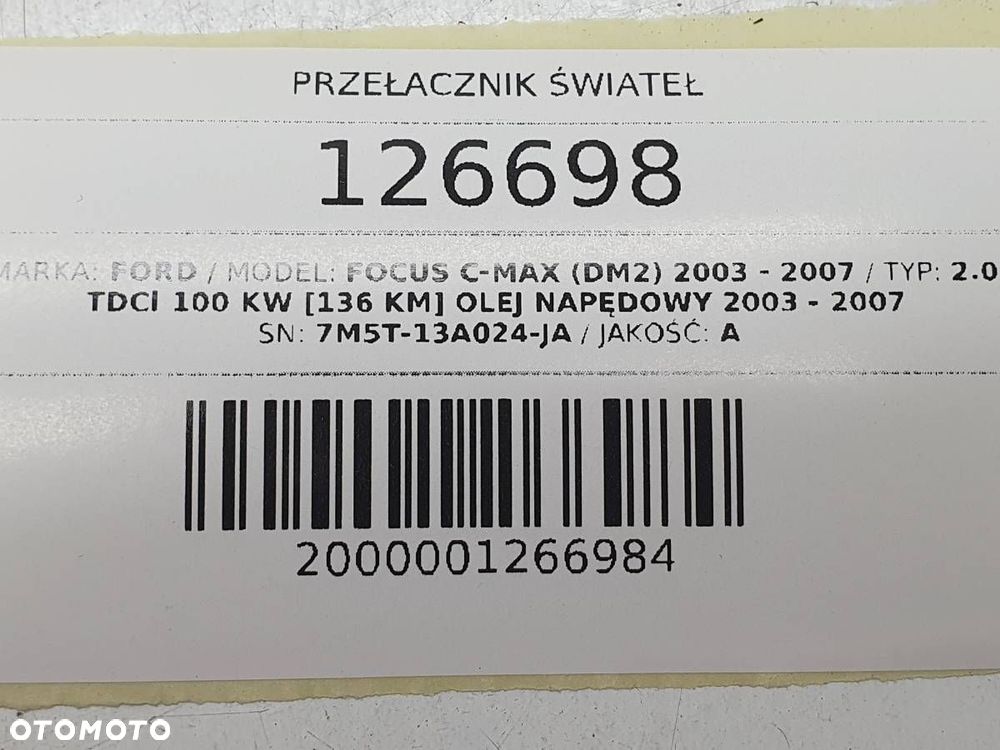 PRZEŁACZNIK ŚWIATEŁ
126698
MARKA: FORD / MODEL: FOCUS C-MAX (DM2) 2003 - 2007 / TYP: 2.0
TDCI 100 KW [136 KM] OLEJ NAPĘDOWY 2003 - 2007
SN: 7M5T-13A024-JA / JAKOŚĆ: A
2000001266984
OTOMOTO